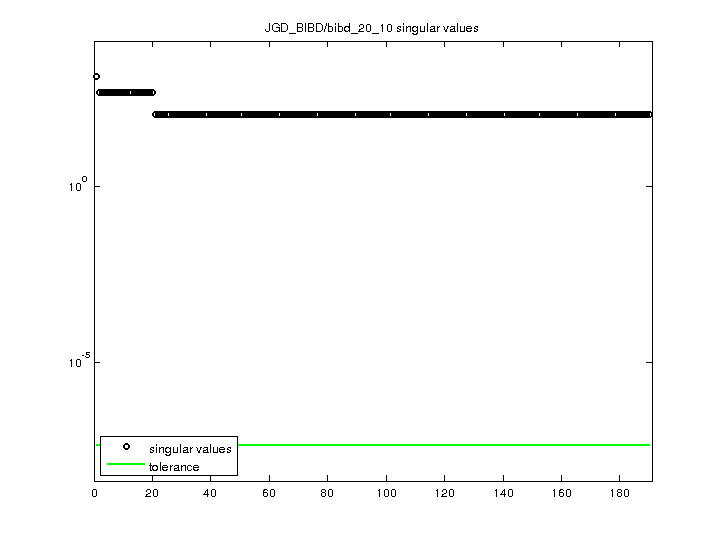 JGD_BIBD/bibd_20_10 singular values
10^0
10^-5
singular values
tolerance
0 20 40 60 80 100 120 140 160 180